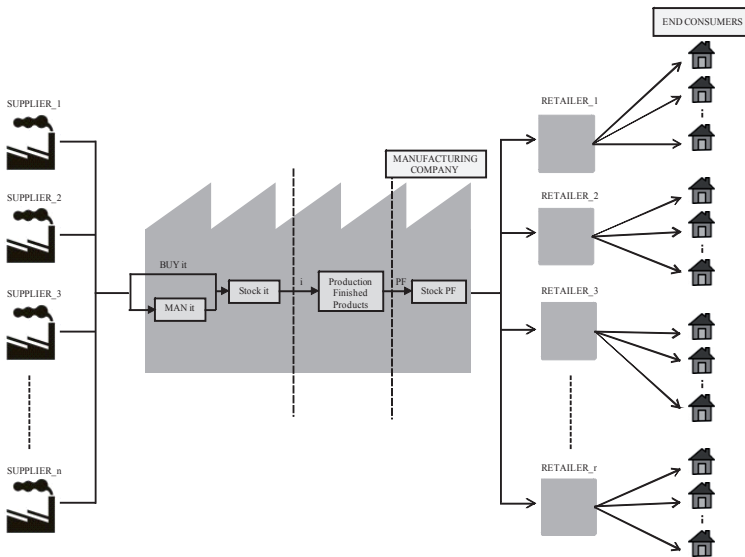 END CONSUMERS
SUPPLIER_1
RETAILER_1
MANUFACTURING
COMPANY
SUPPLIER_2
RETAILER_2
BUY it
Stock it
i
Production
Finished
Products
PF
Stock PF
MAN it
SUPPLIER_3
RETAILER_3
SUPPLIER_n
RETAILER_r